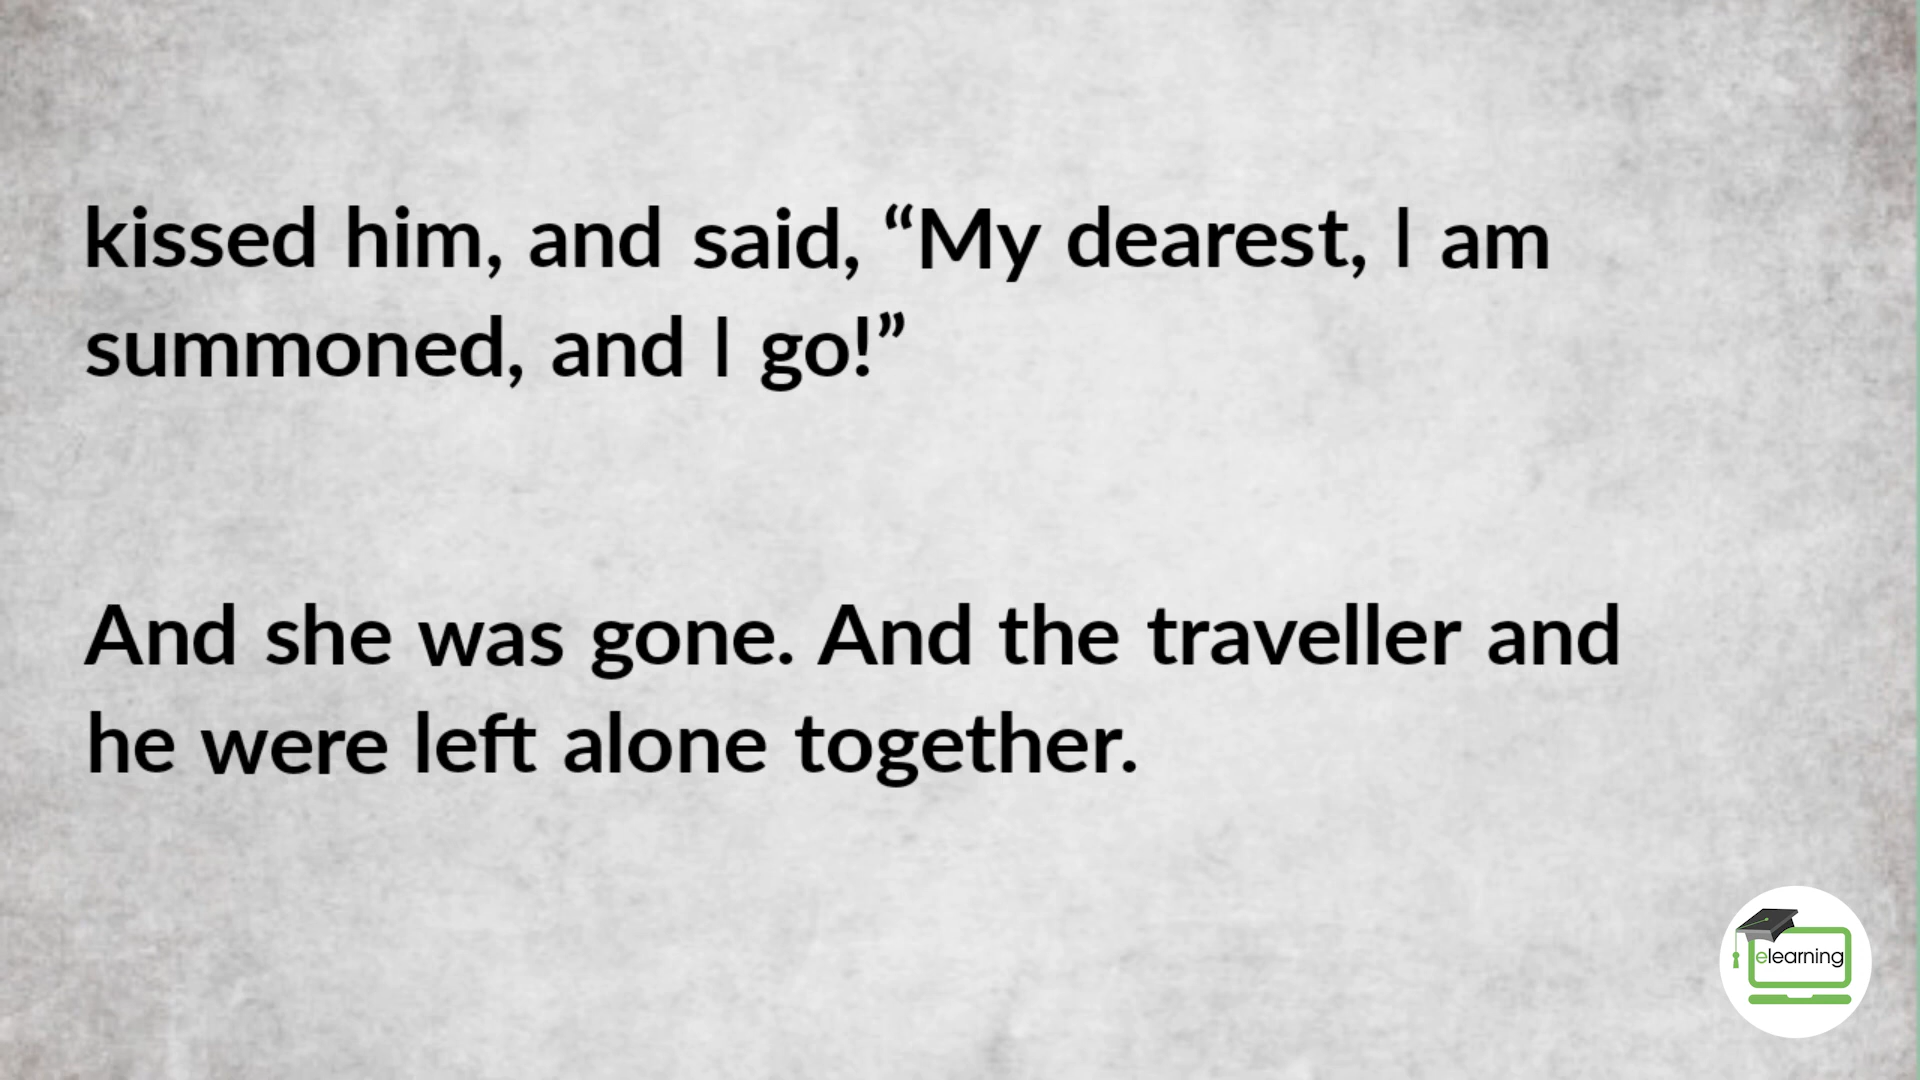 kissed him, and said, “My dearest, I am
summoned, and I go!”
And she was gone. And the traveller and
he were left alone together.
elearning